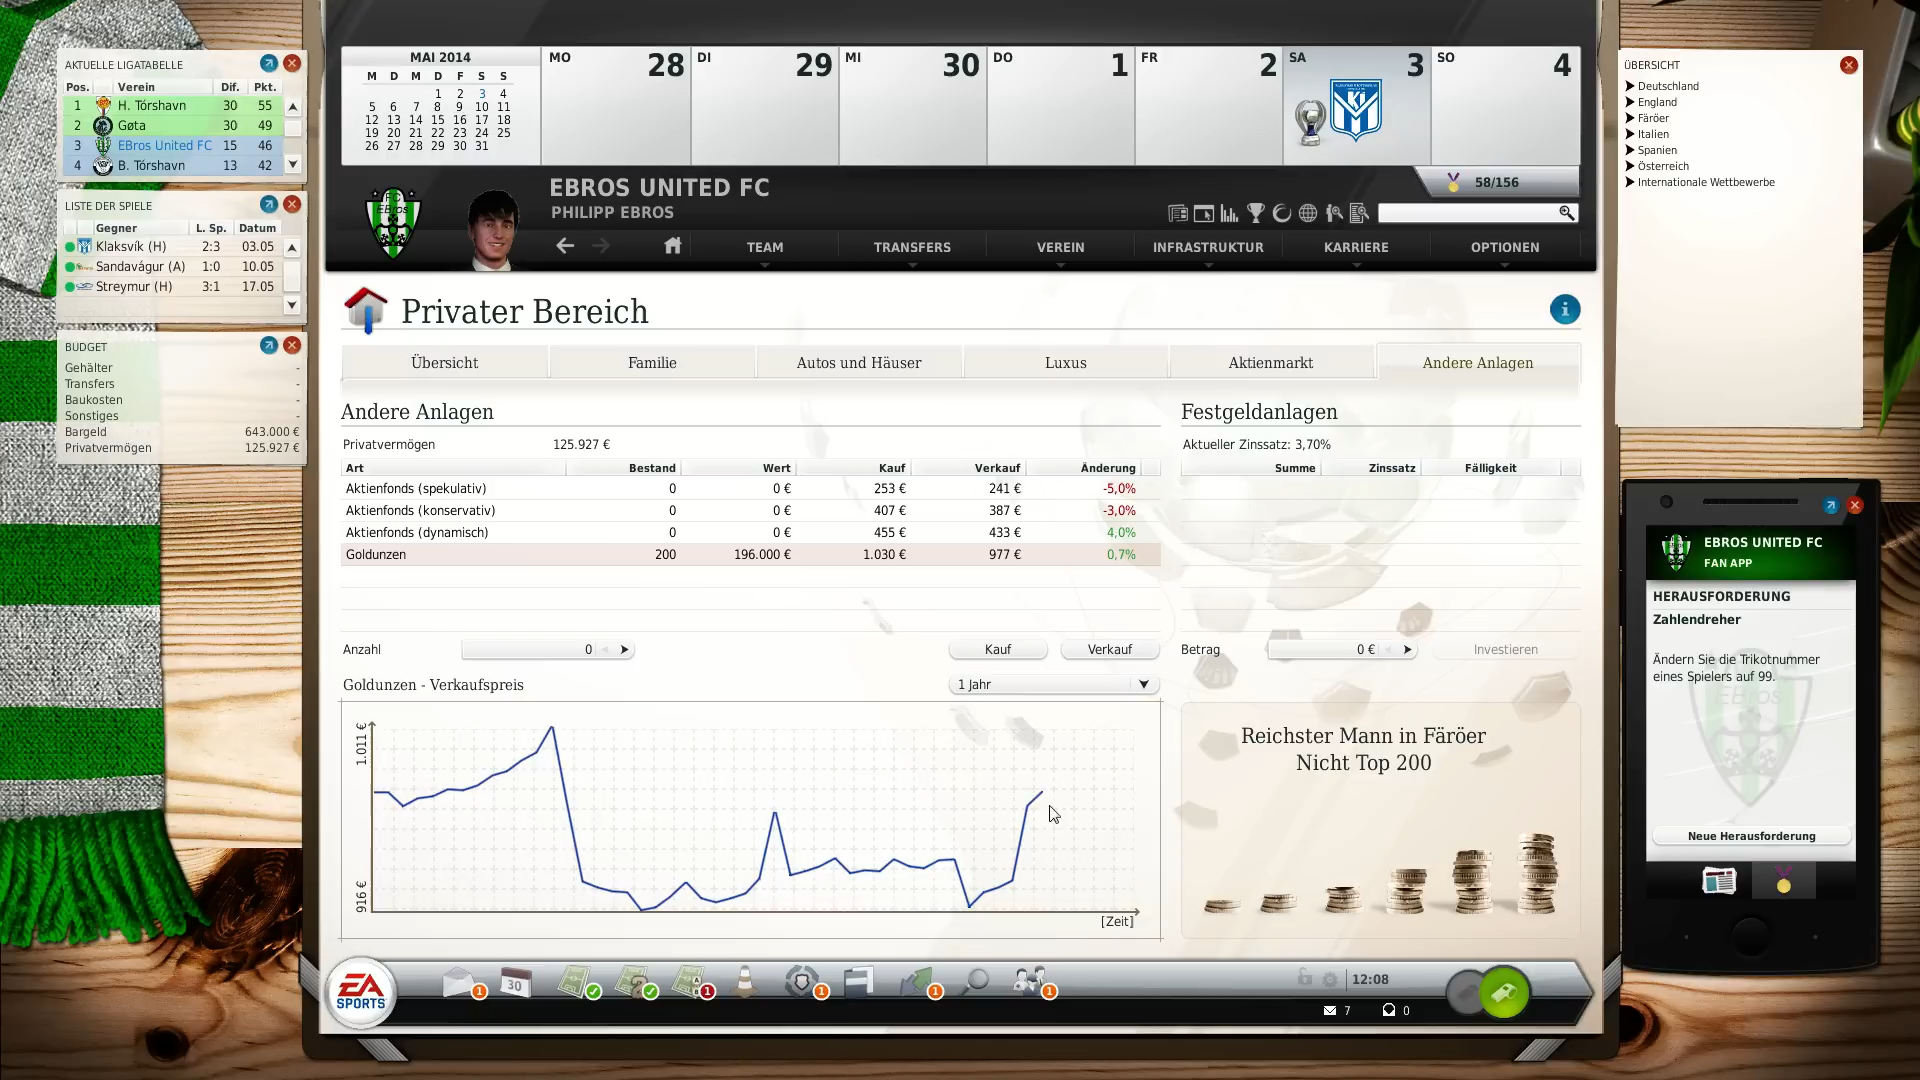 AKTUELLE LIGATABELLE
Pos. Verein Dif. Pkt.
1 H. Tórshavn 30 55
2 Gøta 30 49
3 EBros United FC 15 46
4 B. Tórshavn 13 42
LISTE DER SPIELE
Gegner L. Sp. Datum
Klaksvík (H) 2:3 03.05
Sandavágur (A) 1:0 10.05
Streymur (H) 3:1 17.05
BUDGET
Gehälter -
Transfers -
Baukosten -
Sonstiges -
Bargeld 643.000 €
Privatvermögen 125.927 €
MAI 2014
M D M D F S S
1 2 3 4
5 6 7 8 9 10 11
12 13 14 15 16 17 18
19 20 21 22 23 24 25
26 27 28 29 30 31
MO 28 DI 29 MI 30 DO 1 FR 2 SA 3 SO 4
KI
EBROS UNITED FC
PHILIPP EBROS
58/156
FC
EBros
TEAM TRANSFERS VEREIN INFRASTRUKTUR KARRIERE OPTIONEN
Privater Bereich
Übersicht Familie Autos und Häuser Luxus Aktienmarkt Andere Anlagen
Andere Anlagen
Privatvermögen 125.927 €
Art Bestand Wert Kauf Verkauf Änderung
Aktienfonds (spekulativ) 0 0 € 253 € 241 € -5,0%
Aktienfonds (konservativ) 0 0 € 407 € 387 € -3,0%
Aktienfonds (dynamisch) 0 0 € 455 € 433 € 4,0%
Goldunzen 200 196.000 € 1.030 € 977 € 0,7%
Anzahl 0 Kauf Verkauf
Goldunzen - Verkaufspreis 1 Jahr
1.011 €
916 €
[Zeit]
Festgeldanlagen
Aktueller Zinssatz: 3,70%
Summe Zinssatz Fälligkeit
Betrag 0 € Investieren
Reichster Mann in Färöer
Nicht Top 200
ÜBERSICHT
Deutschland
England
Färöer
Italien
Spanien
Österreich
Internationale Wettbewerbe
EBROS UNITED FC
FAN APP
HERAUSFORDERUNG
Zahlendreher
Ändern Sie die Trikotnummer
eines Spielers auf 99.
EBros
Neue Herausforderung
EA
SPORTS
1 30 1 1 1 1
12:08
7 0